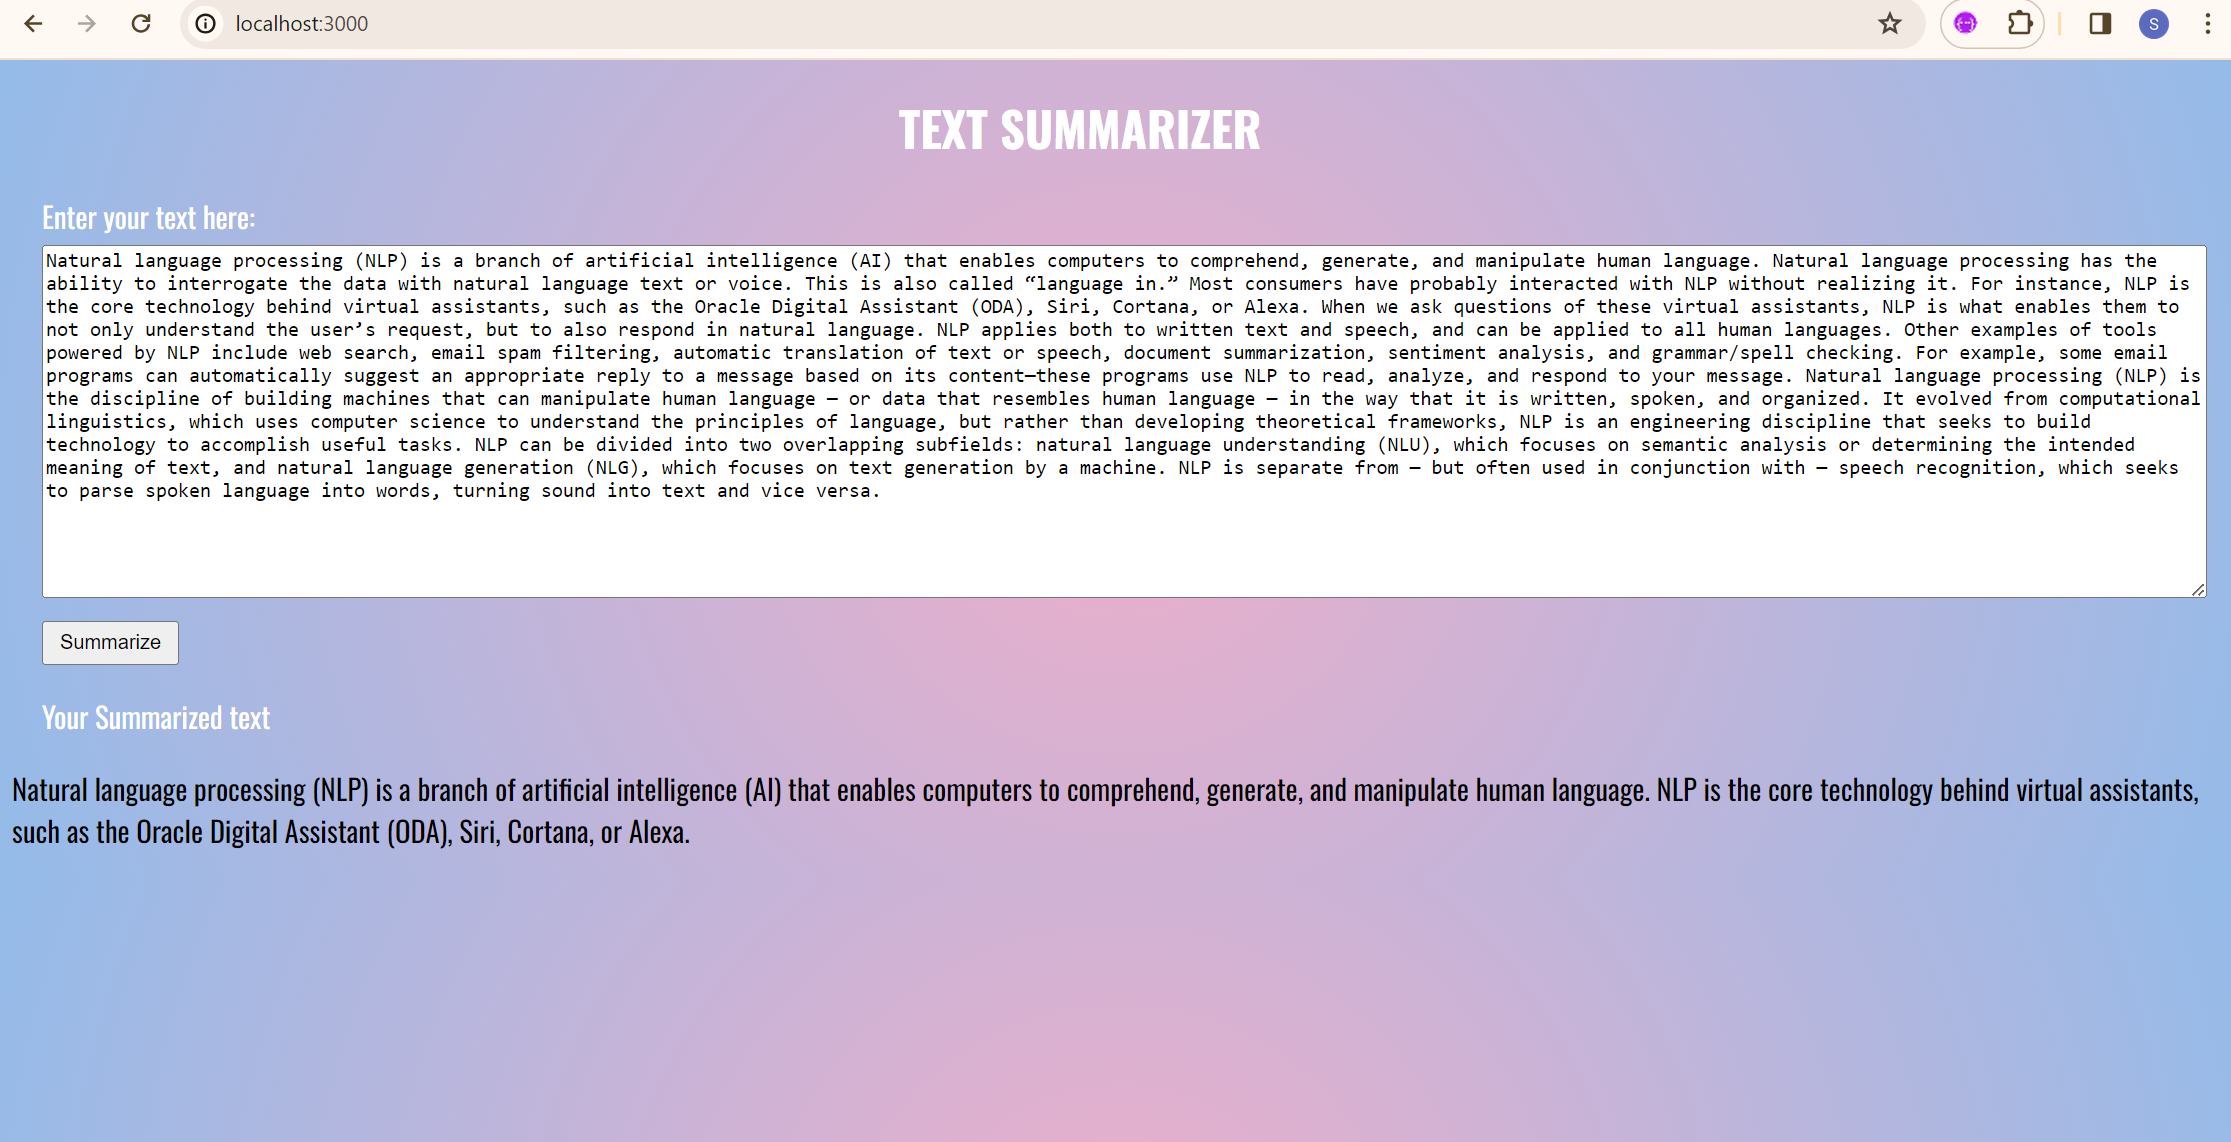 localhost:3000
S
TEXT SUMMARIZER
Enter your text here:
Natural language processing (NLP) is a branch of artificial intelligence (AI) that enables computers to comprehend, generate, and manipulate human language. Natural language processing has the
ability to interrogate the data with natural language text or voice. This is also called “language in.” Most consumers have probably interacted with NLP without realizing it. For instance, NLP is
the core technology behind virtual assistants, such as the Oracle Digital Assistant (ODA), Siri, Cortana, or Alexa. When we ask questions of these virtual assistants, NLP is what enables them to
not only understand the user’s request, but to also respond in natural language. NLP applies both to written text and speech, and can be applied to all human languages. Other examples of tools
powered by NLP include web search, email spam filtering, automatic translation of text or speech, document summarization, sentiment analysis, and grammar/spell checking. For example, some email
programs can automatically suggest an appropriate reply to a message based on its content—these programs use NLP to read, analyze, and respond to your message. Natural language processing (NLP) is
the discipline of building machines that can manipulate human language — or data that resembles human language — in the way that it is written, spoken, and organized. It evolved from computational
linguistics, which uses computer science to understand the principles of language, but rather than developing theoretical frameworks, NLP is an engineering discipline that seeks to build
technology to accomplish useful tasks. NLP can be divided into two overlapping subfields: natural language understanding (NLU), which focuses on semantic analysis or determining the intended
meaning of text, and natural language generation (NLG), which focuses on text generation by a machine. NLP is separate from — but often used in conjunction with — speech recognition, which seeks
to parse spoken language into words, turning sound into text and vice versa.
Summarize
Your Summarized text
Natural language processing (NLP) is a branch of artificial intelligence (AI) that enables computers to comprehend, generate, and manipulate human language. NLP is the core technology behind virtual assistants,
such as the Oracle Digital Assistant (ODA), Siri, Cortana, or Alexa.